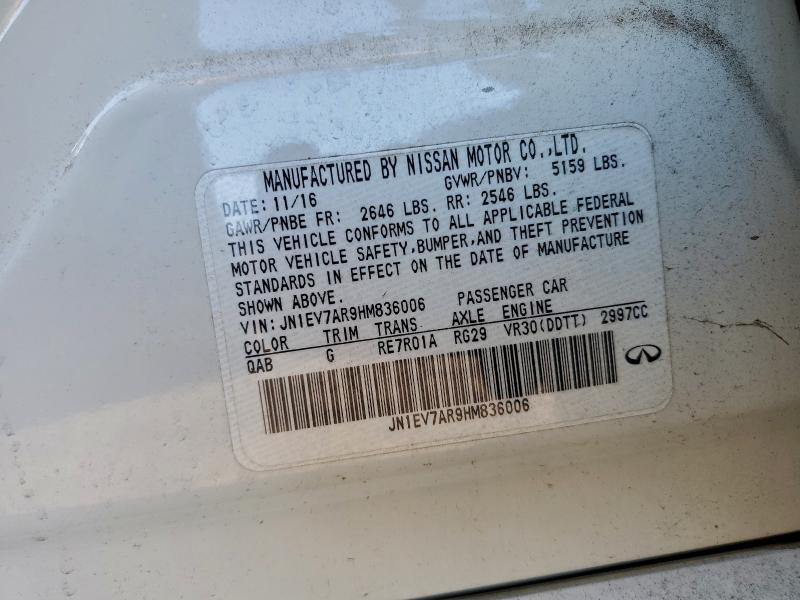 MANUFACTURED BY NISSAN MOTOR CO.,LTD.
DATE: 11/16 GVWR/PNBV: 5159 LBS.
GAWR/PNBE FR: 2646 LBS. RR: 2546 LBS.
THIS VEHICLE CONFORMS TO ALL APPLICABLE FEDERAL
MOTOR VEHICLE SAFETY,BUMPER,AND THEFT PREVENTION
STANDARDS IN EFFECT ON THE DATE OF MANUFACTURE
SHOWN ABOVE.
VIN: JN1EV7AR9HM836006 PASSENGER CAR
COLOR TRIM TRANS AXLE ENGINE
QAB G RE7R01A RG29 VR30(DDTT) 2997CC
JN1EV7AR9HM836006